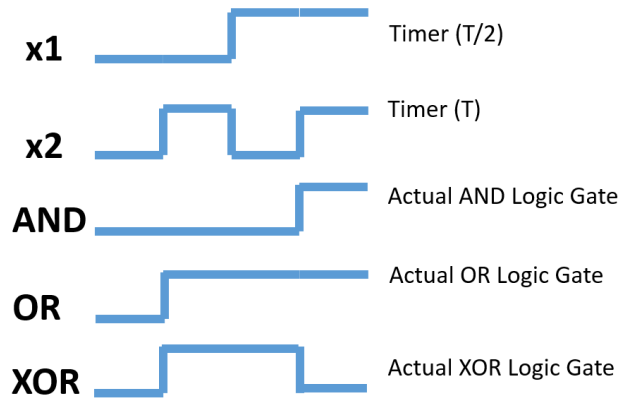 x1 Timer (T/2)
x2 Timer (T)
AND Actual AND Logic Gate
OR Actual OR Logic Gate
XOR Actual XOR Logic Gate